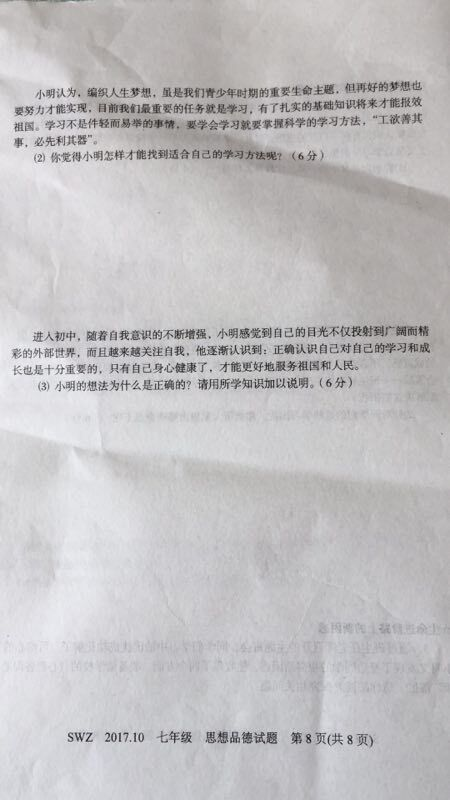 小明认为，编织人生梦想，虽是我们青少年时期的重要生命主题，但再好的梦想也
要努力才能实现，目前我们最重要的任务就是学习，有了扎实的基础知识将来才能报效
祖国。学习不是件轻而易举的事情，要学会学习就要掌握科学的学习方法，“工欲善其
事，必先利其器”。
(2) 你觉得小明怎样才能找到适合自己的学习方法呢？（6 分）
进入初中，随着自我意识的不断增强，小明感觉到自己的目光不仅投射到广阔而精
彩的外部世界，而且越来越关注自我，他逐渐认识到：正确认识自己对自己的学习和成
长也是十分重要的，只有自己身心健康了，才能更好地服务祖国和人民。
(3) 小明的想法为什么是正确的？请用所学知识加以说明。（6 分）
SWZ 2017.10 七年级 思想品德试题 第 8 页(共 8 页)